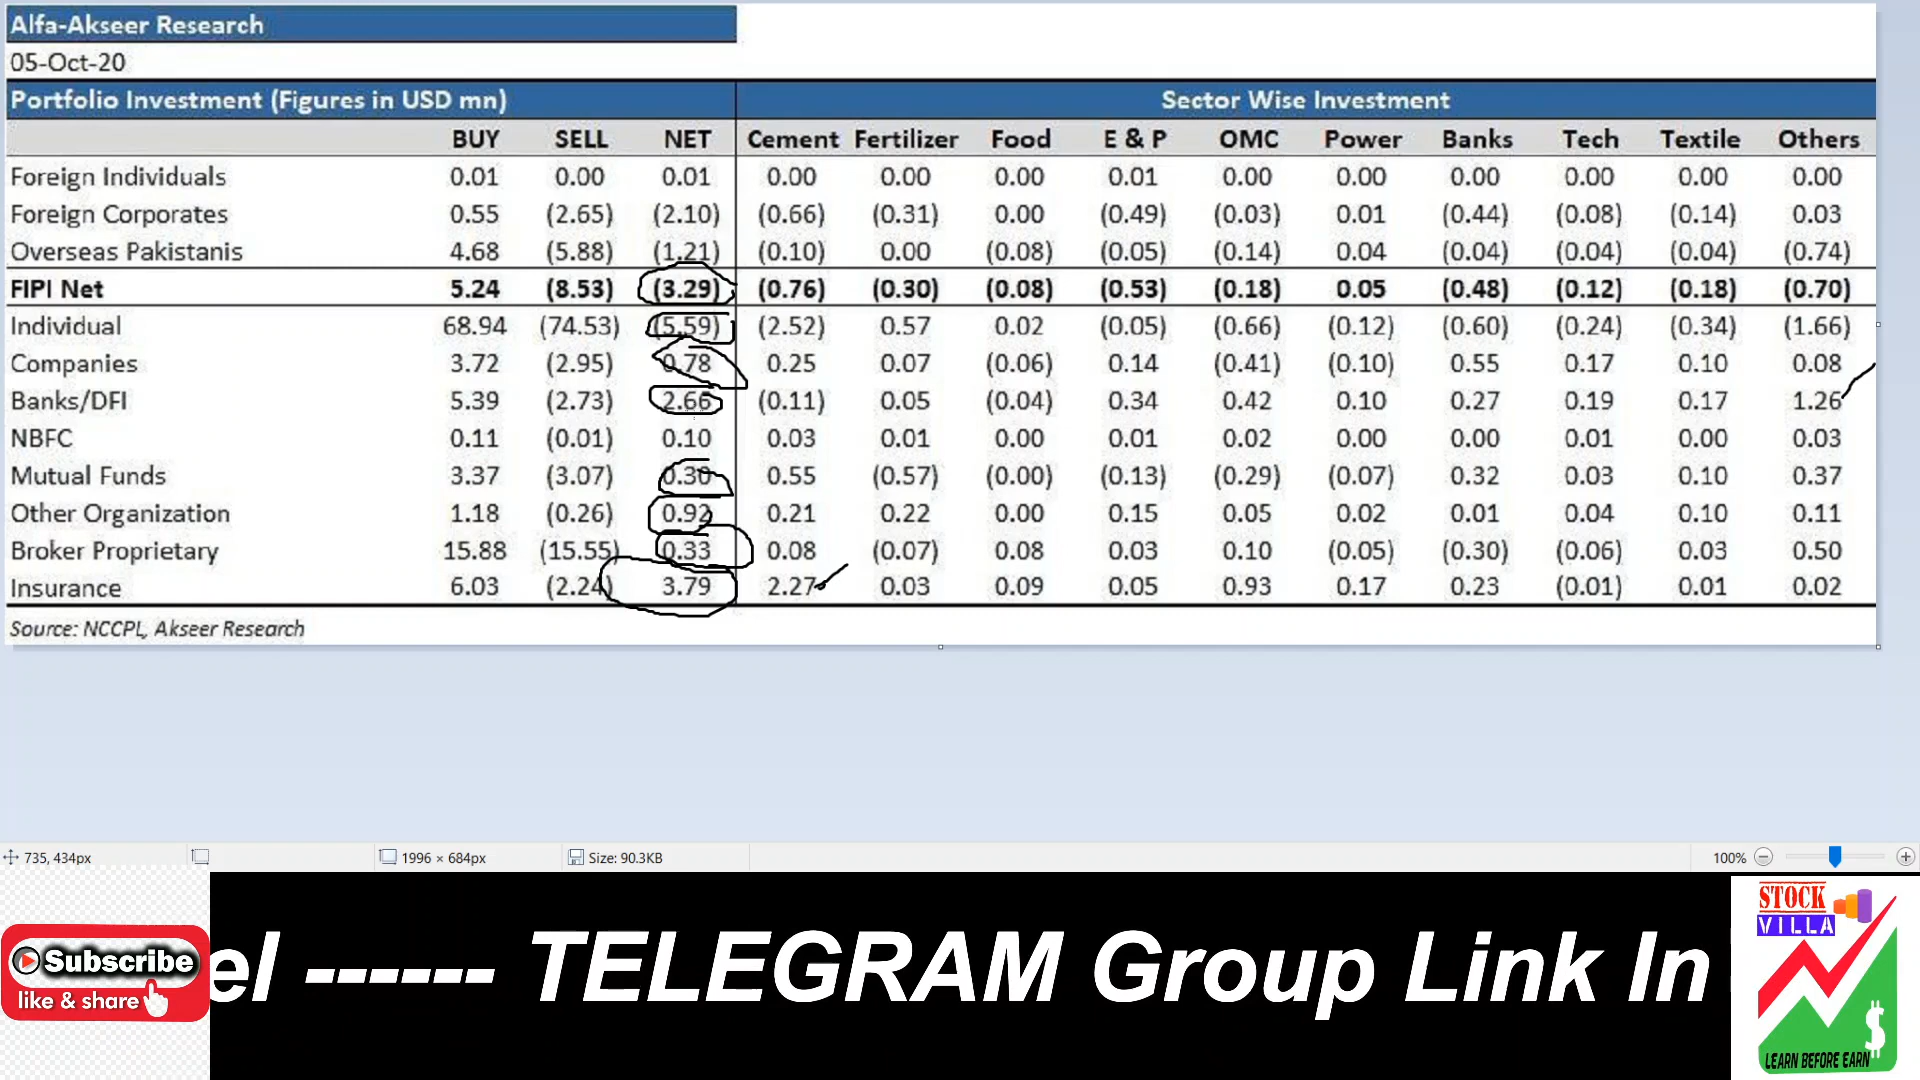 Alfa-Akseer Research
05-Oct-20
Portfolio Investment (Figures in USD mn) Sector Wise Investment
BUY SELL NET Cement Fertilizer Food E & P OMC Power Banks Tech Textile Others
Foreign Individuals 0.01 0.00 0.01 0.00 0.00 0.00 0.01 0.00 0.00 0.00 0.00 0.00 0.00
Foreign Corporates 0.55 (2.65) (2.10) (0.66) (0.31) 0.00 (0.49) (0.03) 0.01 (0.44) (0.08) (0.14) 0.03
Overseas Pakistanis 4.68 (5.88) (1.21) (0.10) 0.00 (0.08) (0.05) (0.14) 0.04 (0.04) (0.04) (0.04) (0.74)
FIPI Net 5.24 (8.53) (3.29) (0.76) (0.30) (0.08) (0.53) (0.18) 0.05 (0.48) (0.12) (0.18) (0.70)
Individual 68.94 (74.53) (5.59) (2.52) 0.57 0.02 (0.05) (0.66) (0.12) (0.60) (0.24) (0.34) (1.66)
Companies 3.72 (2.95) 0.78 0.25 0.07 (0.06) 0.14 (0.41) (0.10) 0.55 0.17 0.10 0.08
Banks/DFI 5.39 (2.73) 2.66 (0.11) 0.05 (0.04) 0.34 0.42 0.10 0.27 0.19 0.17 1.26
NBFC 0.11 (0.01) 0.10 0.03 0.01 0.00 0.01 0.02 0.00 0.00 0.01 0.00 0.03
Mutual Funds 3.37 (3.07) 0.30 0.55 (0.57) (0.00) (0.13) (0.29) (0.07) 0.32 0.03 0.10 0.37
Other Organization 1.18 (0.26) 0.92 0.21 0.22 0.00 0.15 0.05 0.02 0.01 0.04 0.10 0.11
Broker Proprietary 15.88 (15.55) 0.33 0.08 (0.07) 0.08 0.03 0.10 (0.05) (0.30) (0.06) 0.03 0.50
Insurance 6.03 (2.24) 3.79 2.27 0.03 0.09 0.05 0.93 0.17 0.23 (0.01) 0.01 0.02
Source: NCCPL, Akseer Research
735, 434px 1996 × 684px Size: 90.3KB 100%
Subscribe
like & share
el ------ TELEGRAM Group Link In
STOCK
VILLA
LEARN BEFORE EARN